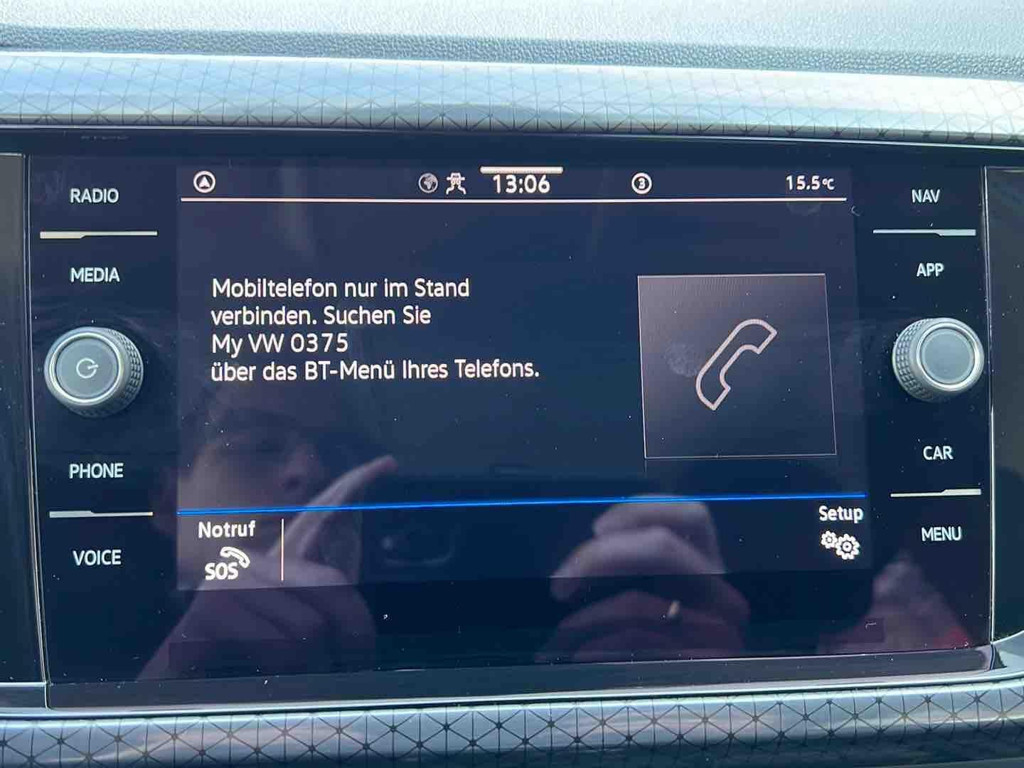 RADIO
MEDIA
PHONE
VOICE
13:06
3
15.5°C
Mobiltelefon nur im Stand
verbinden. Suchen Sie
My VW 0375
über das BT-Menü Ihres Telefons.
Notruf
SOS
Setup
NAV
APP
CAR
MENU